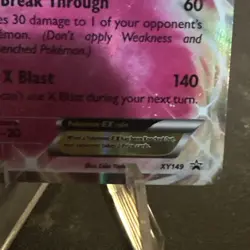 Break Through 60
es 30 damage to 1 of your opponent's
émon. (Don't apply Weakness and
enched Pokémon.)
X Blast 140
can't use X Blast during your next turn.
-20
XY149